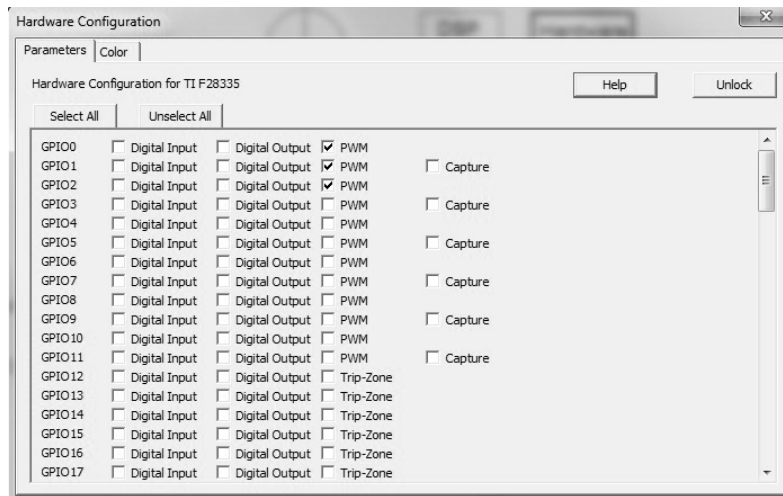 Hardware Configuration
Parameters Color
Hardware Configuration for TI F28335 Help Unlock
Select All Unselect All
GPIO0 Digital Input Digital Output PWM
GPIO1 Digital Input Digital Output PWM Capture
GPIO2 Digital Input Digital Output PWM
GPIO3 Digital Input Digital Output PWM Capture
GPIO4 Digital Input Digital Output PWM
GPIO5 Digital Input Digital Output PWM Capture
GPIO6 Digital Input Digital Output PWM
GPIO7 Digital Input Digital Output PWM Capture
GPIO8 Digital Input Digital Output PWM
GPIO9 Digital Input Digital Output PWM Capture
GPIO10 Digital Input Digital Output PWM
GPIO11 Digital Input Digital Output PWM Capture
GPIO12 Digital Input Digital Output Trip-Zone
GPIO13 Digital Input Digital Output Trip-Zone
GPIO14 Digital Input Digital Output Trip-Zone
GPIO15 Digital Input Digital Output Trip-Zone
GPIO16 Digital Input Digital Output Trip-Zone
GPIO17 Digital Input Digital Output Trip-Zone